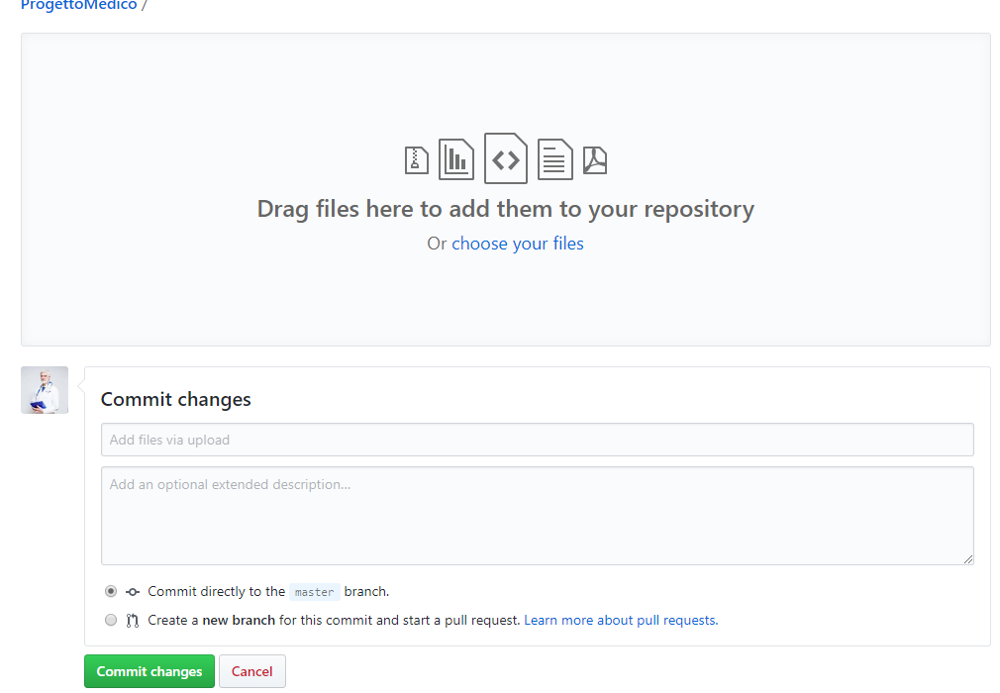 ProgettoMedico /
Drag files here to add them to your repository
Or choose your files
Commit changes
Add files via upload
Add an optional extended description...
Commit directly to the master branch.
Create a new branch for this commit and start a pull request. Learn more about pull requests.
Commit changes Cancel